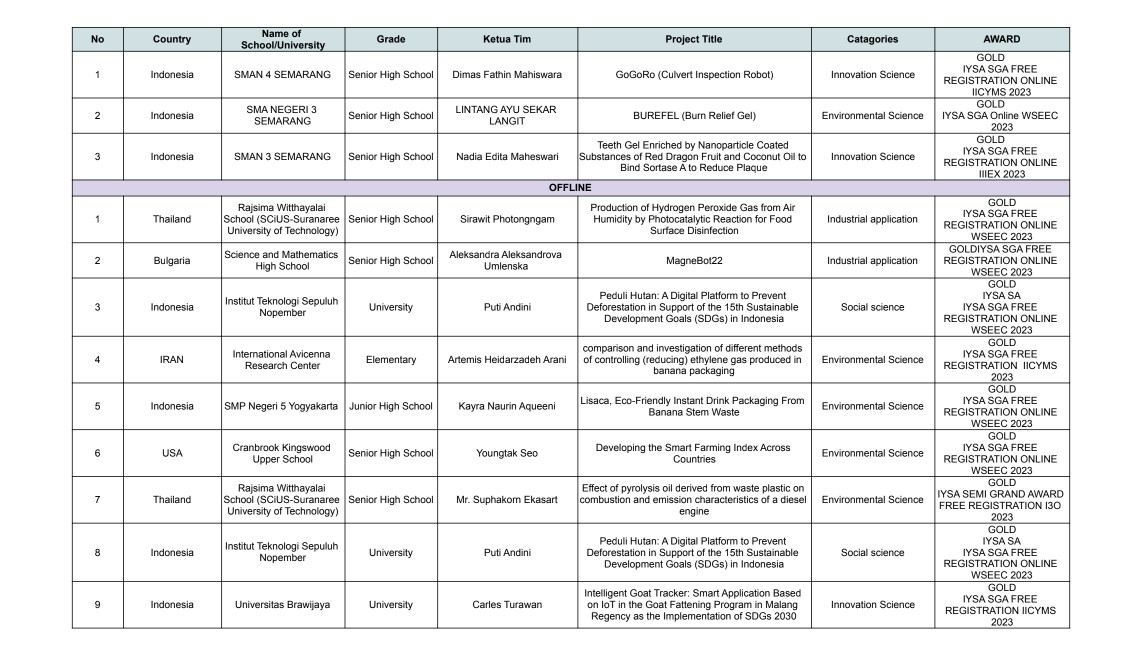 No Country Name of School/University Grade Ketua Tim Project Title Catagories AWARD
1 Indonesia SMAN 4 SEMARANG Senior High School Dimas Fathin Mahiswara GoGoRo (Culvert Inspection Robot) Innovation Science GOLD
IYSA SGA FREE
REGISTRATION ONLINE
IICYMS 2023
2 Indonesia SMA NEGERI 3
SEMARANG Senior High School LINTANG AYU SEKAR
LANGIT BUREFEL (Burn Relief Gel) Environmental Science GOLD
IYSA SGA Online WSEEC
2023
3 Indonesia SMAN 3 SEMARANG Senior High School Nadia Edita Maheswari Teeth Gel Enriched by Nanoparticle Coated
Substances of Red Dragon Fruit and Coconut Oil to
Bind Sortase A to Reduce Plaque Innovation Science GOLD
IYSA SGA FREE
REGISTRATION ONLINE
IIIEX 2023
OFFLINE
1 Thailand Rajsima Witthayalai
School (SCiUS-Suranaree
University of Technology) Senior High School Sirawit Photongngam Production of Hydrogen Peroxide Gas from Air
Humidity by Photocatalytic Reaction for Food
Surface Disinfection Industrial application GOLD
IYSA SGA FREE
REGISTRATION ONLINE
WSEEC 2023
2 Bulgaria Science and Mathematics
High School Senior High School Aleksandra Aleksandrova
Umlenska MagneBot22 Industrial application GOLDIYSA SGA FREE
REGISTRATION ONLINE
WSEEC 2023
3 Indonesia Institut Teknologi Sepuluh
Nopember University Puti Andini Peduli Hutan: A Digital Platform to Prevent
Deforestation in Support of the 15th Sustainable
Development Goals (SDGs) in Indonesia Social science GOLD
IYSA SA
IYSA SGA FREE
REGISTRATION ONLINE
WSEEC 2023
4 IRAN International Avicenna
Research Center Elementary Artemis Heidarzadeh Arani comparison and investigation of different methods
of controlling (reducing) ethylene gas produced in
banana packaging Environmental Science GOLD
IYSA SGA FREE
REGISTRATION IICYMS
2023
5 Indonesia SMP Negeri 5 Yogyakarta Junior High School Kayra Naurin Aqueeni Lisaca, Eco-Friendly Instant Drink Packaging From
Banana Stem Waste Environmental Science GOLD
IYSA SGA FREE
REGISTRATION ONLINE
WSEEC 2023
6 USA Cranbrook Kingswood
Upper School Senior High School Youngtak Seo Developing the Smart Farming Index Across
Countries Environmental Science GOLD
IYSA SGA FREE
REGISTRATION ONLINE
WSEEC 2023
7 Thailand Rajsima Witthayalai
School (SCiUS-Suranaree
University of Technology) Senior High School Mr. Suphakorn Ekasart Effect of pyrolysis oil derived from waste plastic on
combustion and emission characteristics of a diesel
engine Environmental Science GOLD
IYSA SEMI GRAND AWARD
FREE REGISTRATION I3O
2023
8 Indonesia Institut Teknologi Sepuluh
Nopember University Puti Andini Peduli Hutan: A Digital Platform to Prevent
Deforestation in Support of the 15th Sustainable
Development Goals (SDGs) in Indonesia Social science GOLD
IYSA SA
IYSA SGA FREE
REGISTRATION ONLINE
WSEEC 2023
9 Indonesia Universitas Brawijaya University Carles Turawan Intelligent Goat Tracker: Smart Application Based
on IoT in the Goat Fattening Program in Malang
Regency as the Implementation of SDGs 2030 Innovation Science GOLD
IYSA SGA FREE
REGISTRATION IICYMS
2023